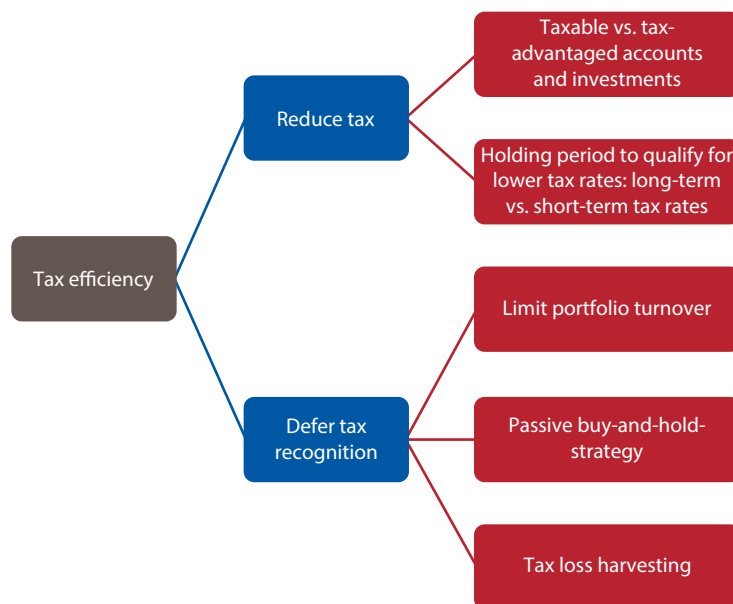 Taxable vs. tax-
advantaged accounts
and investments
Reduce tax
Holding period to qualify for
lower tax rates: long-term
vs. short-term tax rates
Tax efficiency
Limit portfolio turnover
Defer tax
recognition
Passive buy-and-hold-
strategy
Tax loss harvesting